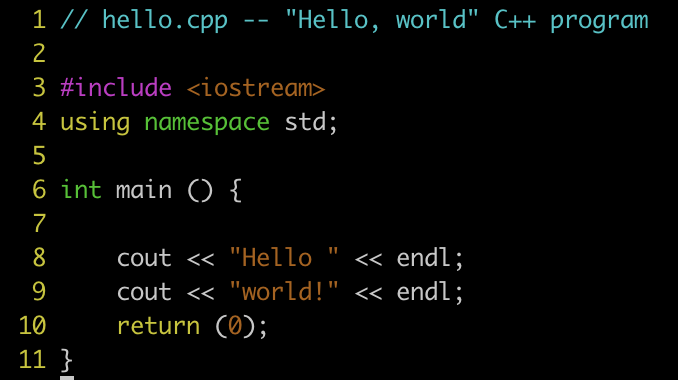 1 // hello.cpp -- "Hello, world" C++ program
2
3 #include <iostream>
4 using namespace std;
5
6 int main () {
7
8     cout << "Hello " << endl;
9     cout << "world!" << endl;
10     return (0);
11 }